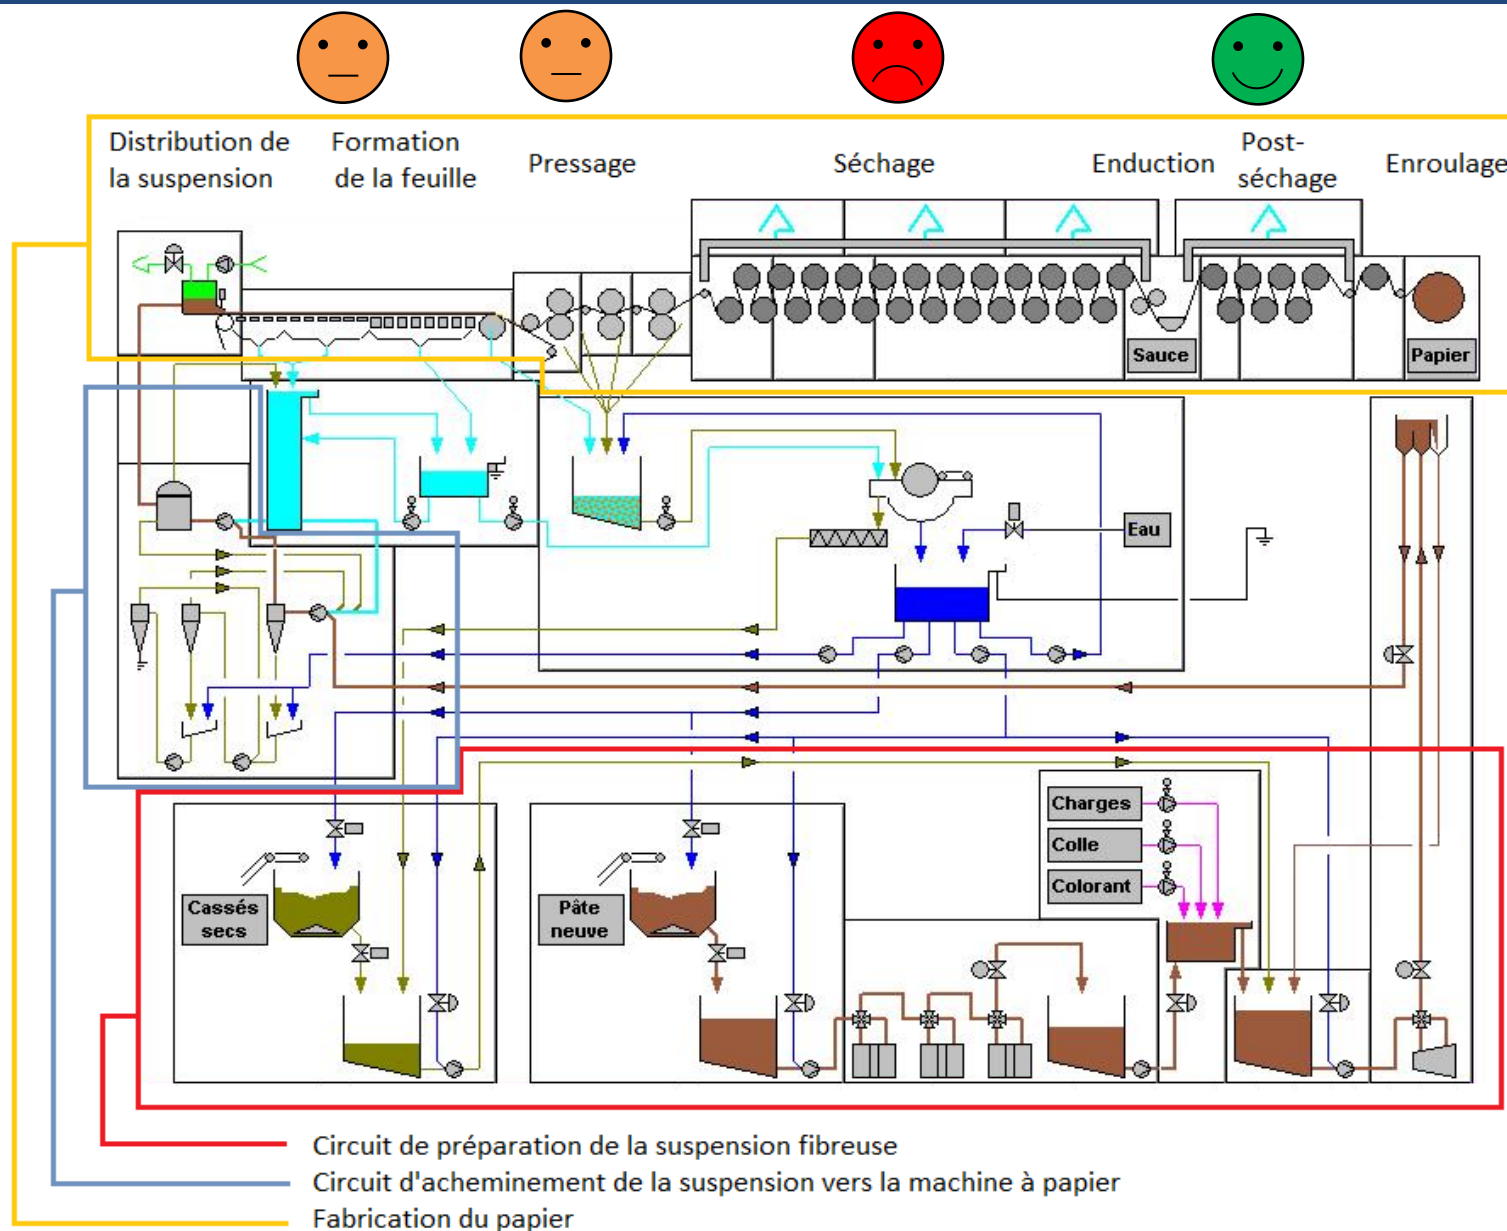 Distribution de
la suspension
Formation
de la feuille
Pressage
Séchage
Enduction
Post-
séchage
Enroulage
Sauce
Papier
Eau
Charges
Colle
Colorant
Cassés
secs
Pâte
neuve
Circuit de préparation de la suspension fibreuse
Circuit d'acheminement de la suspension vers la machine à papier
Fabrication du papier